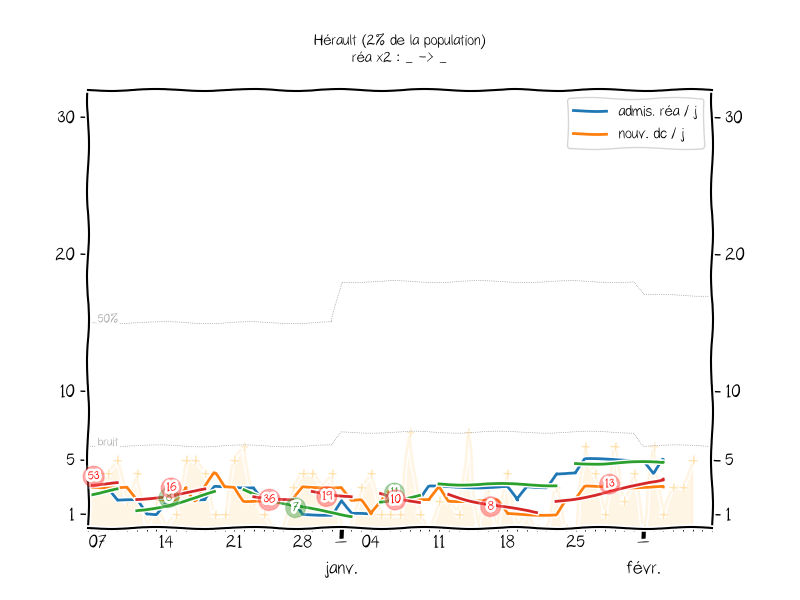 Hérault (2% de la population)
réa x2 : _ -> _
admis. réa / j
nouv. dc / j
30
30
20
20
50%
10
10
bruit
5
5
53
16
36
7
19
10
8
13
1
1
07 14 21 28 04 11 18 25
janv. févr.